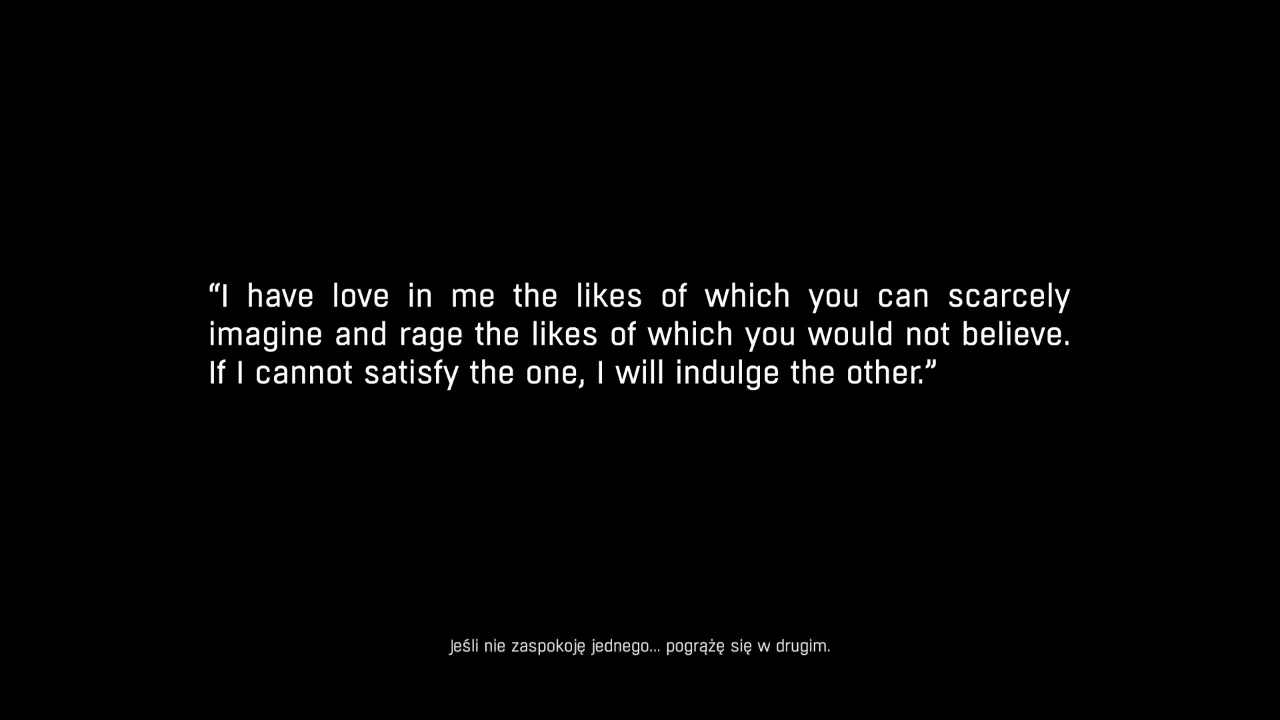 “I have love in me the likes of which you can scarcely
imagine and rage the likes of which you would not believe.
If I cannot satisfy the one, I will indulge the other.”
Jeśli nie zaspokoję jednego... pogrążę się w drugim.